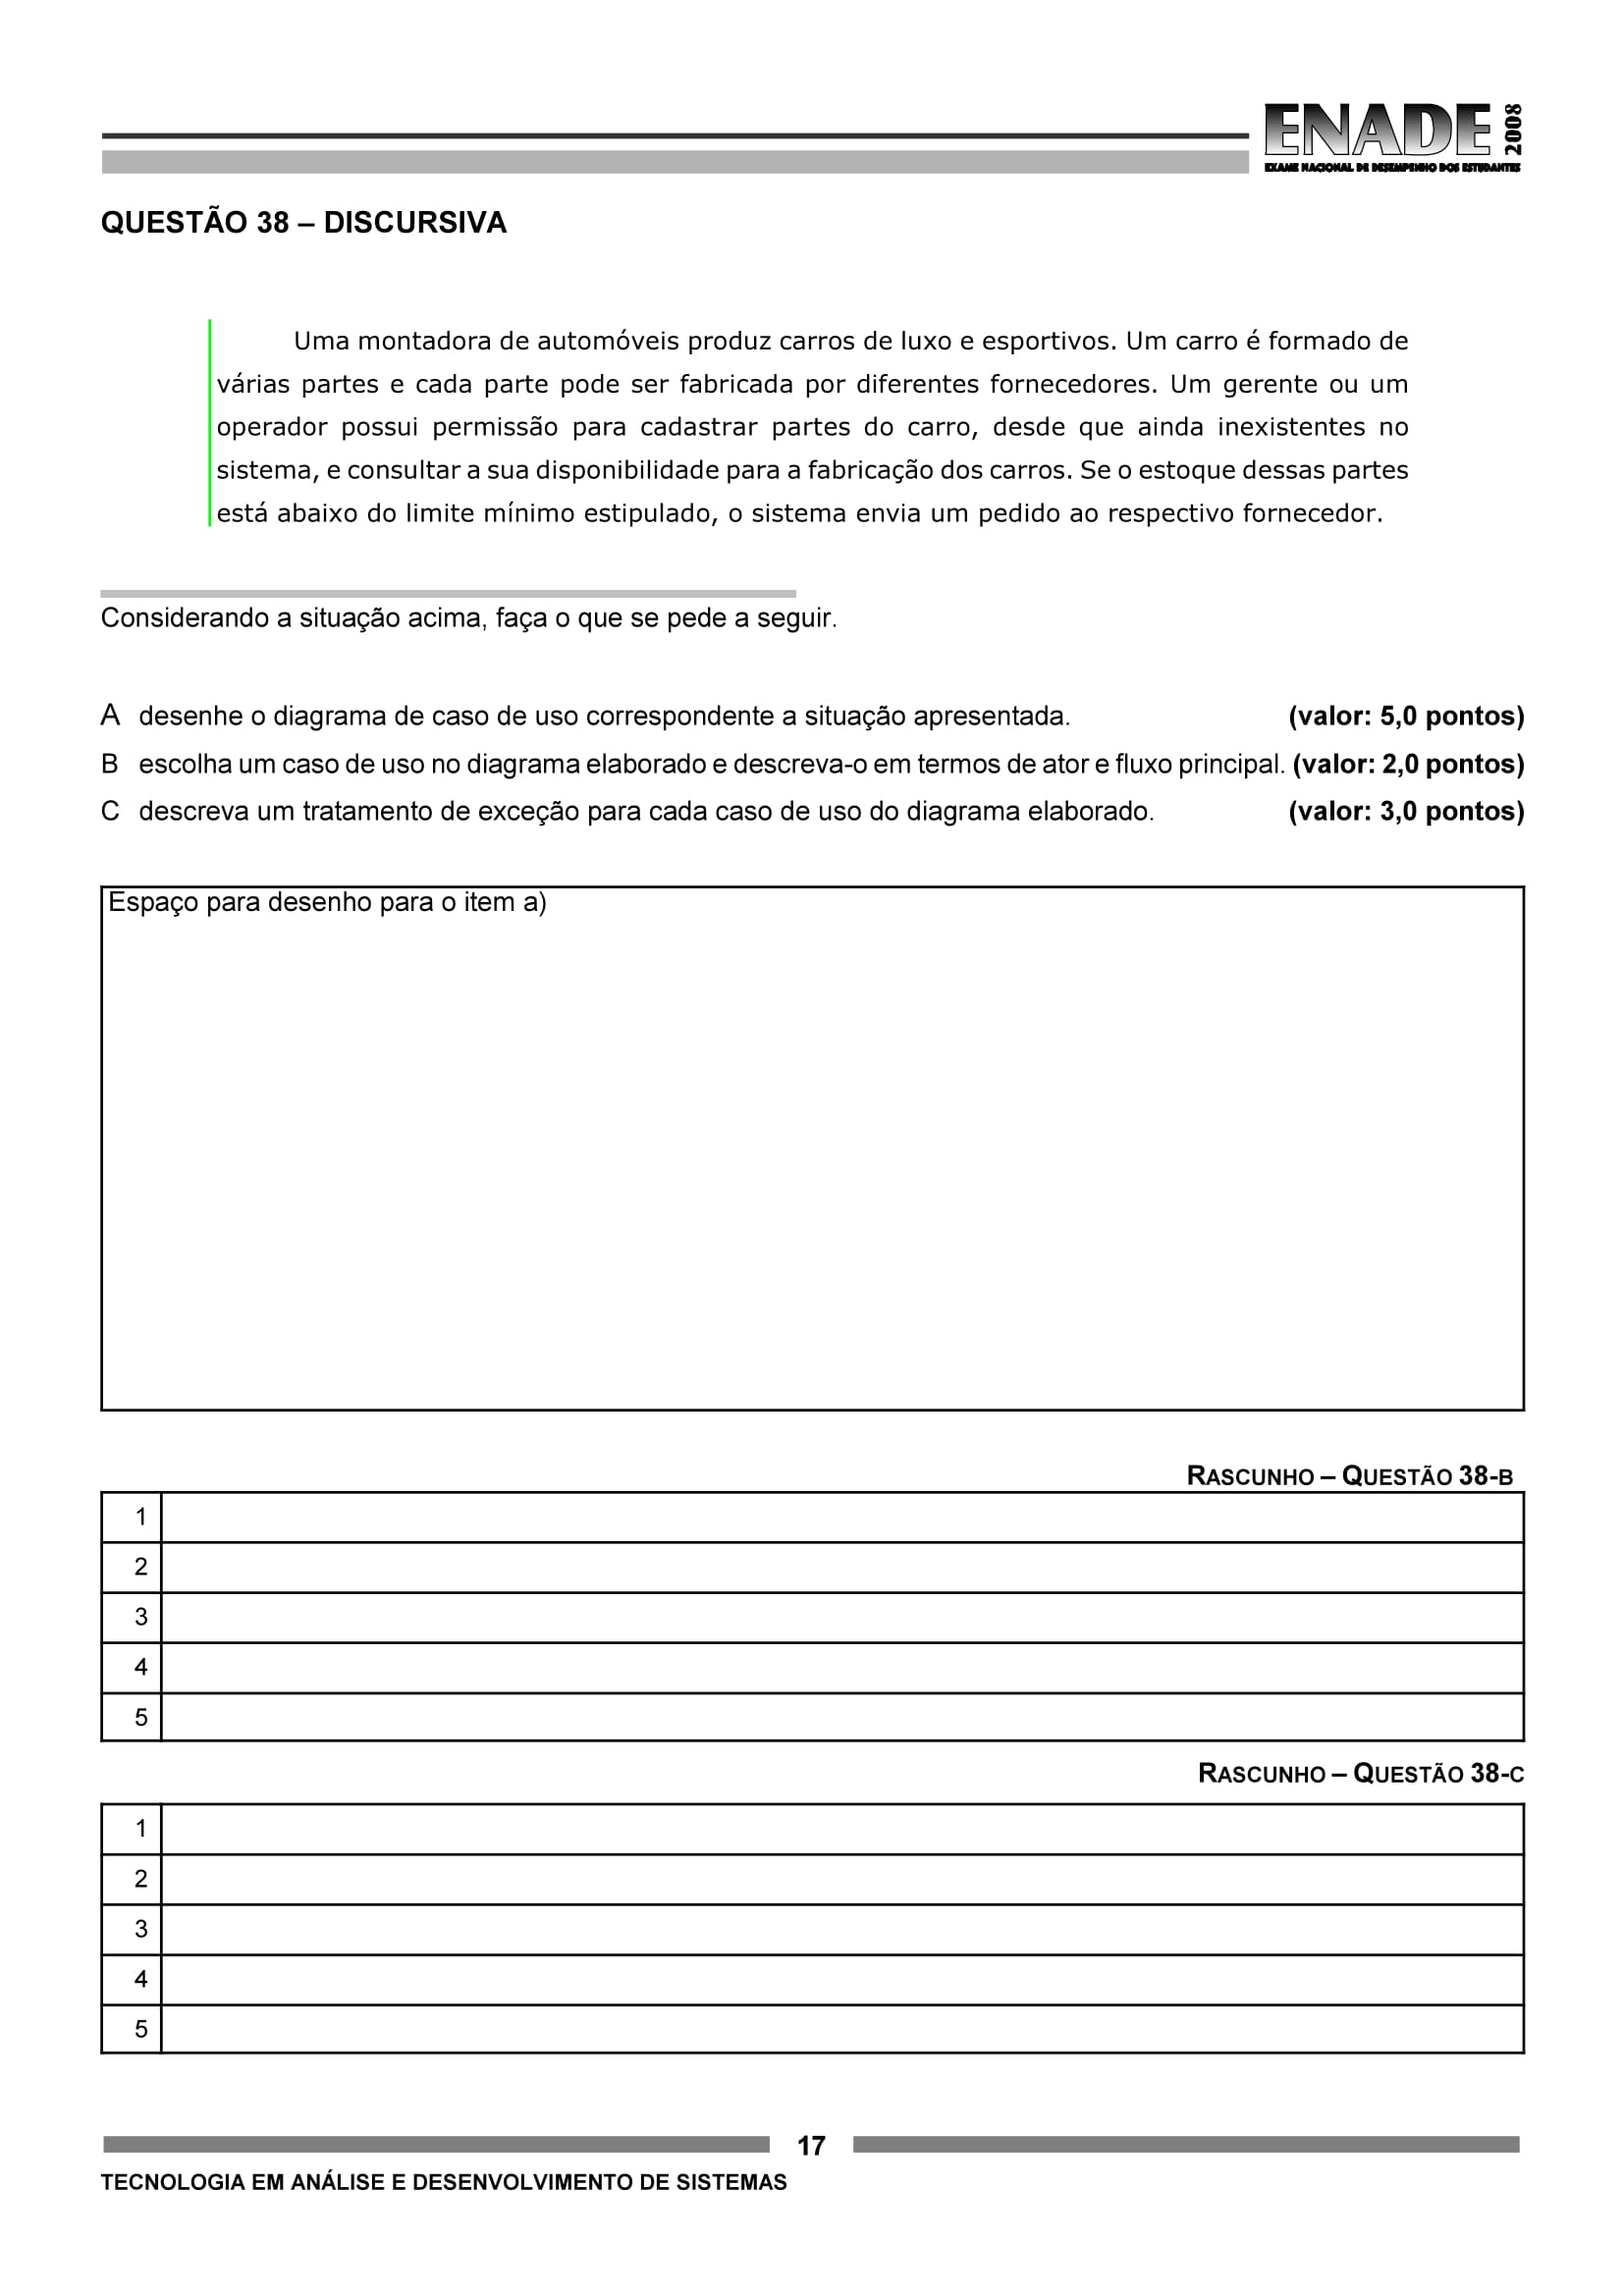 ENADE 2008
EXAME NACIONAL DE DESEMPENHO DOS ESTUDANTES
QUESTÃO 38 – DISCURSIVA
Uma montadora de automóveis produz carros de luxo e esportivos. Um carro é formado de
várias partes e cada parte pode ser fabricada por diferentes fornecedores. Um gerente ou um
operador possui permissão para cadastrar partes do carro, desde que ainda inexistentes no
sistema, e consultar a sua disponibilidade para a fabricação dos carros. Se o estoque dessas partes
está abaixo do limite mínimo estipulado, o sistema envia um pedido ao respectivo fornecedor.
Considerando a situação acima, faça o que se pede a seguir.
A desenhe o diagrama de caso de uso correspondente a situação apresentada. (valor: 5,0 pontos)
B escolha um caso de uso no diagrama elaborado e descreva-o em termos de ator e fluxo principal. (valor: 2,0 pontos)
C descreva um tratamento de exceção para cada caso de uso do diagrama elaborado. (valor: 3,0 pontos)
Espaço para desenho para o item a)
RASCUNHO – QUESTÃO 38-B
1
2
3
4
5
RASCUNHO – QUESTÃO 38-C
1
2
3
4
5
17
TECNOLOGIA EM ANÁLISE E DESENVOLVIMENTO DE SISTEMAS